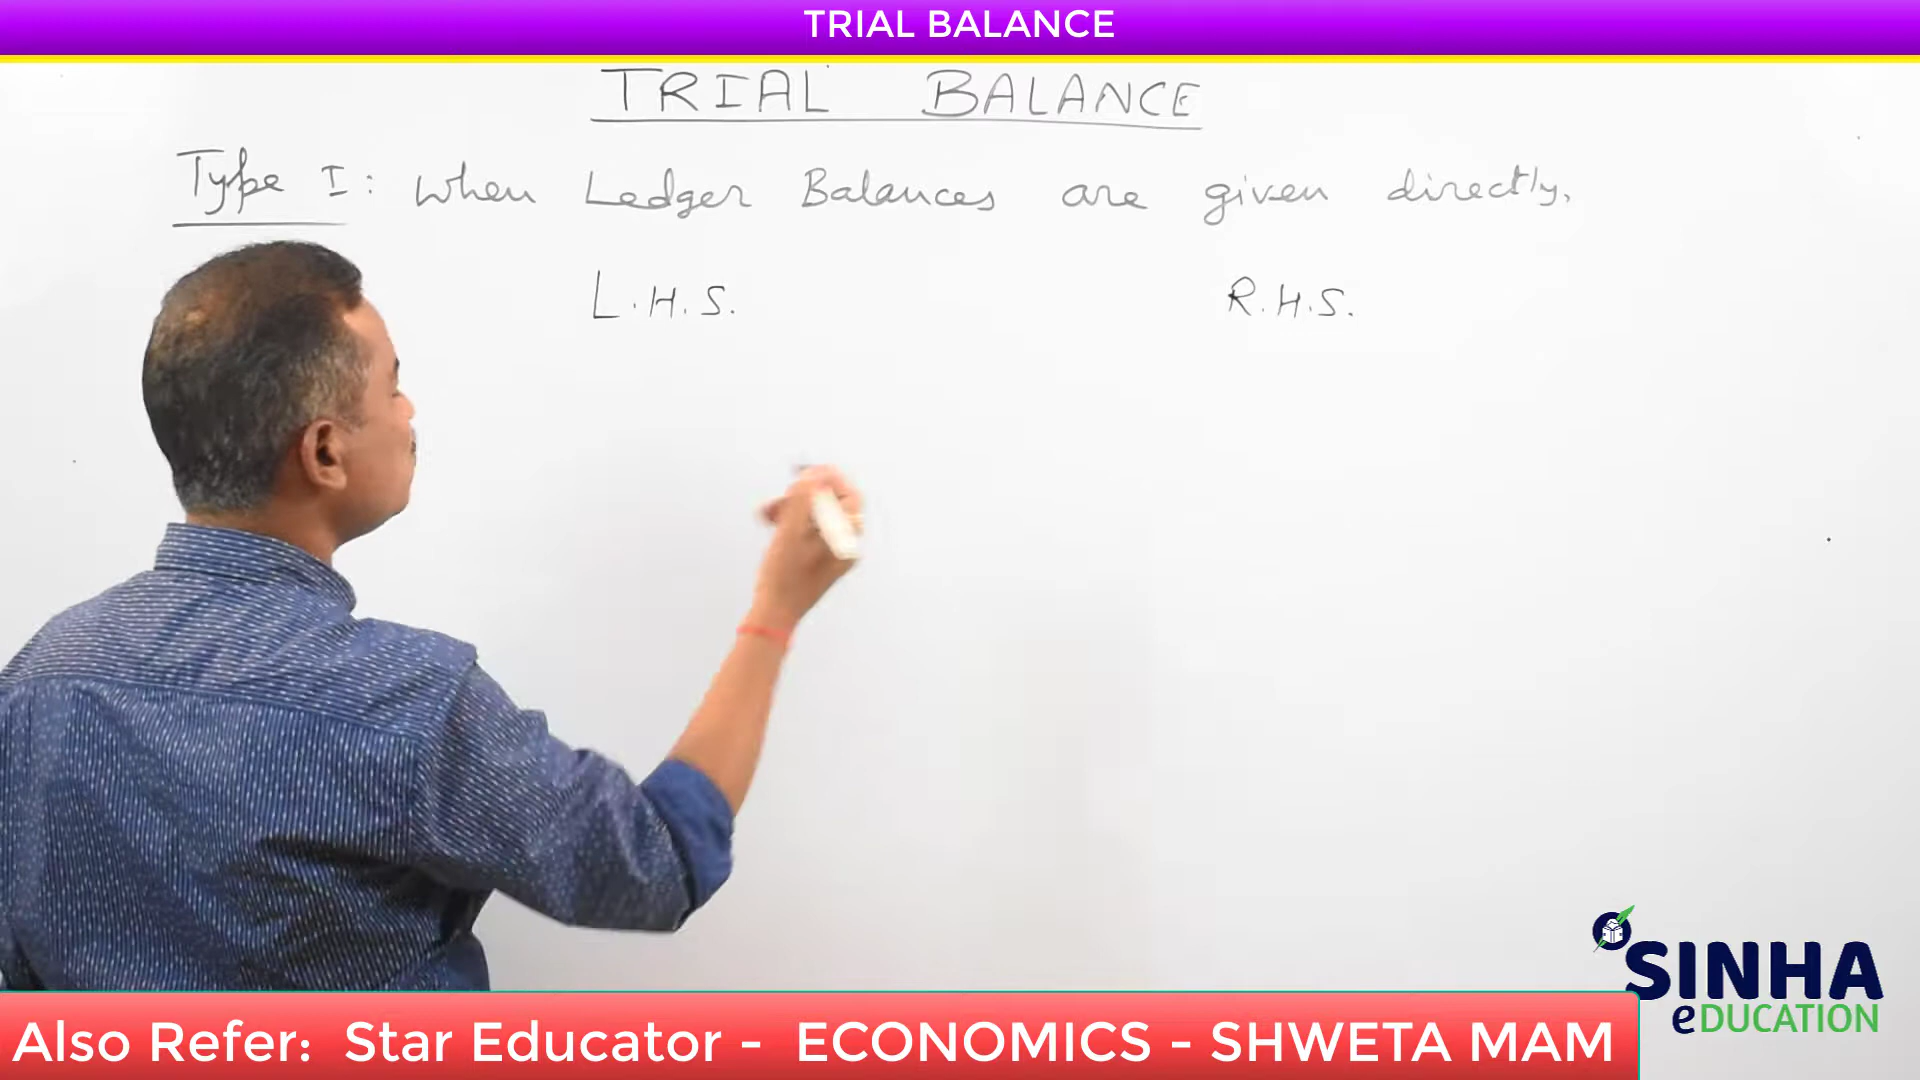 TRIAL BALANCE
TRIAL BALANCE
Type I: When Ledger Balances are given directly.
L.H.S. R.H.S.
SINHA
eDUCATION
Also Refer: Star Educator - ECONOMICS - SHWETA MAM